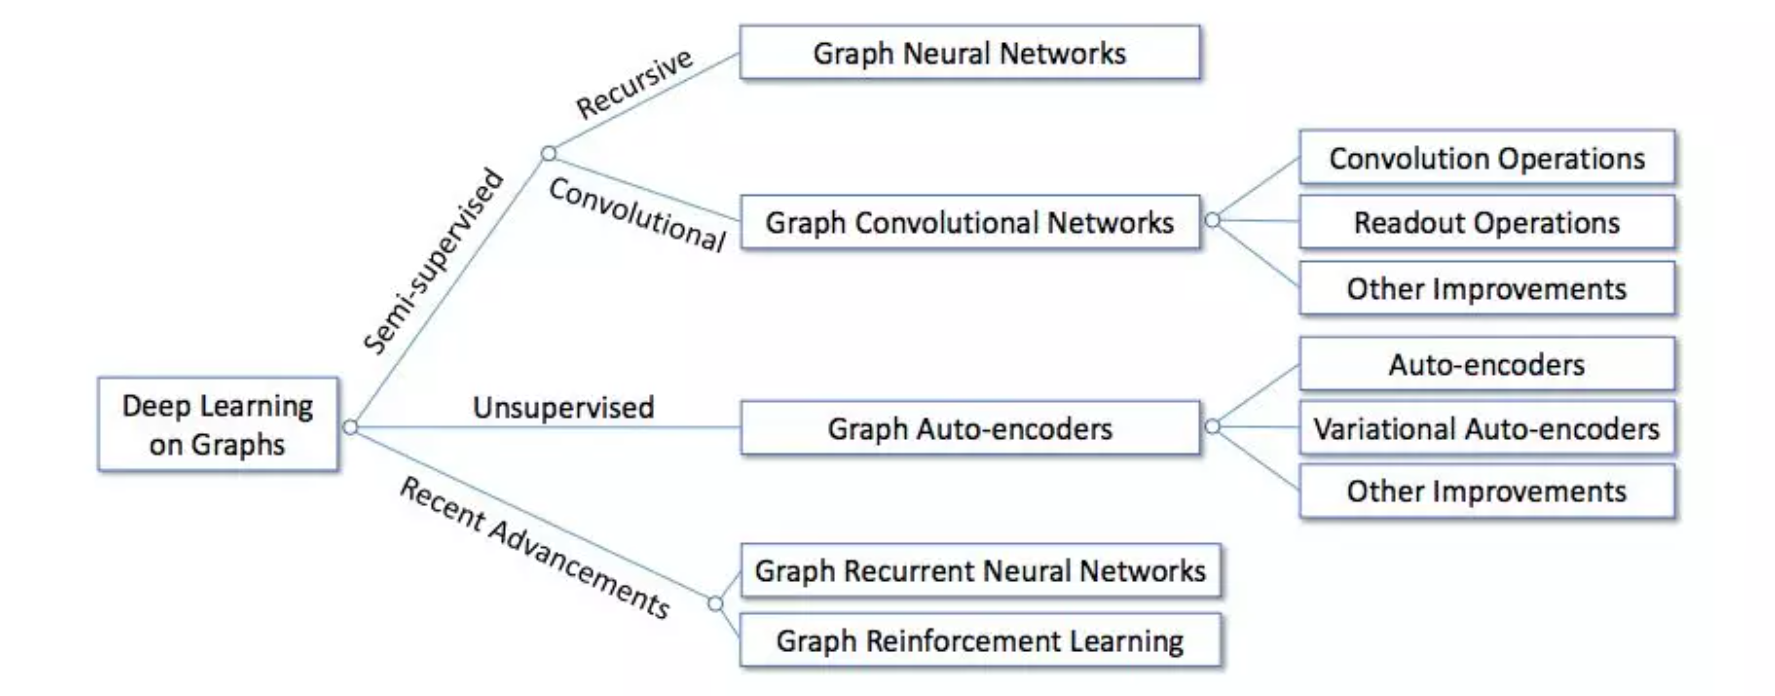 Graph Neural Networks
Recursive
Convolution Operations
Semi-supervised
Convolutional
Graph Convolutional Networks
Readout Operations
Other Improvements
Auto-encoders
Deep Learning
on Graphs
Unsupervised
Graph Auto-encoders
Variational Auto-encoders
Other Improvements
Recent Advancements
Graph Recurrent Neural Networks
Graph Reinforcement Learning